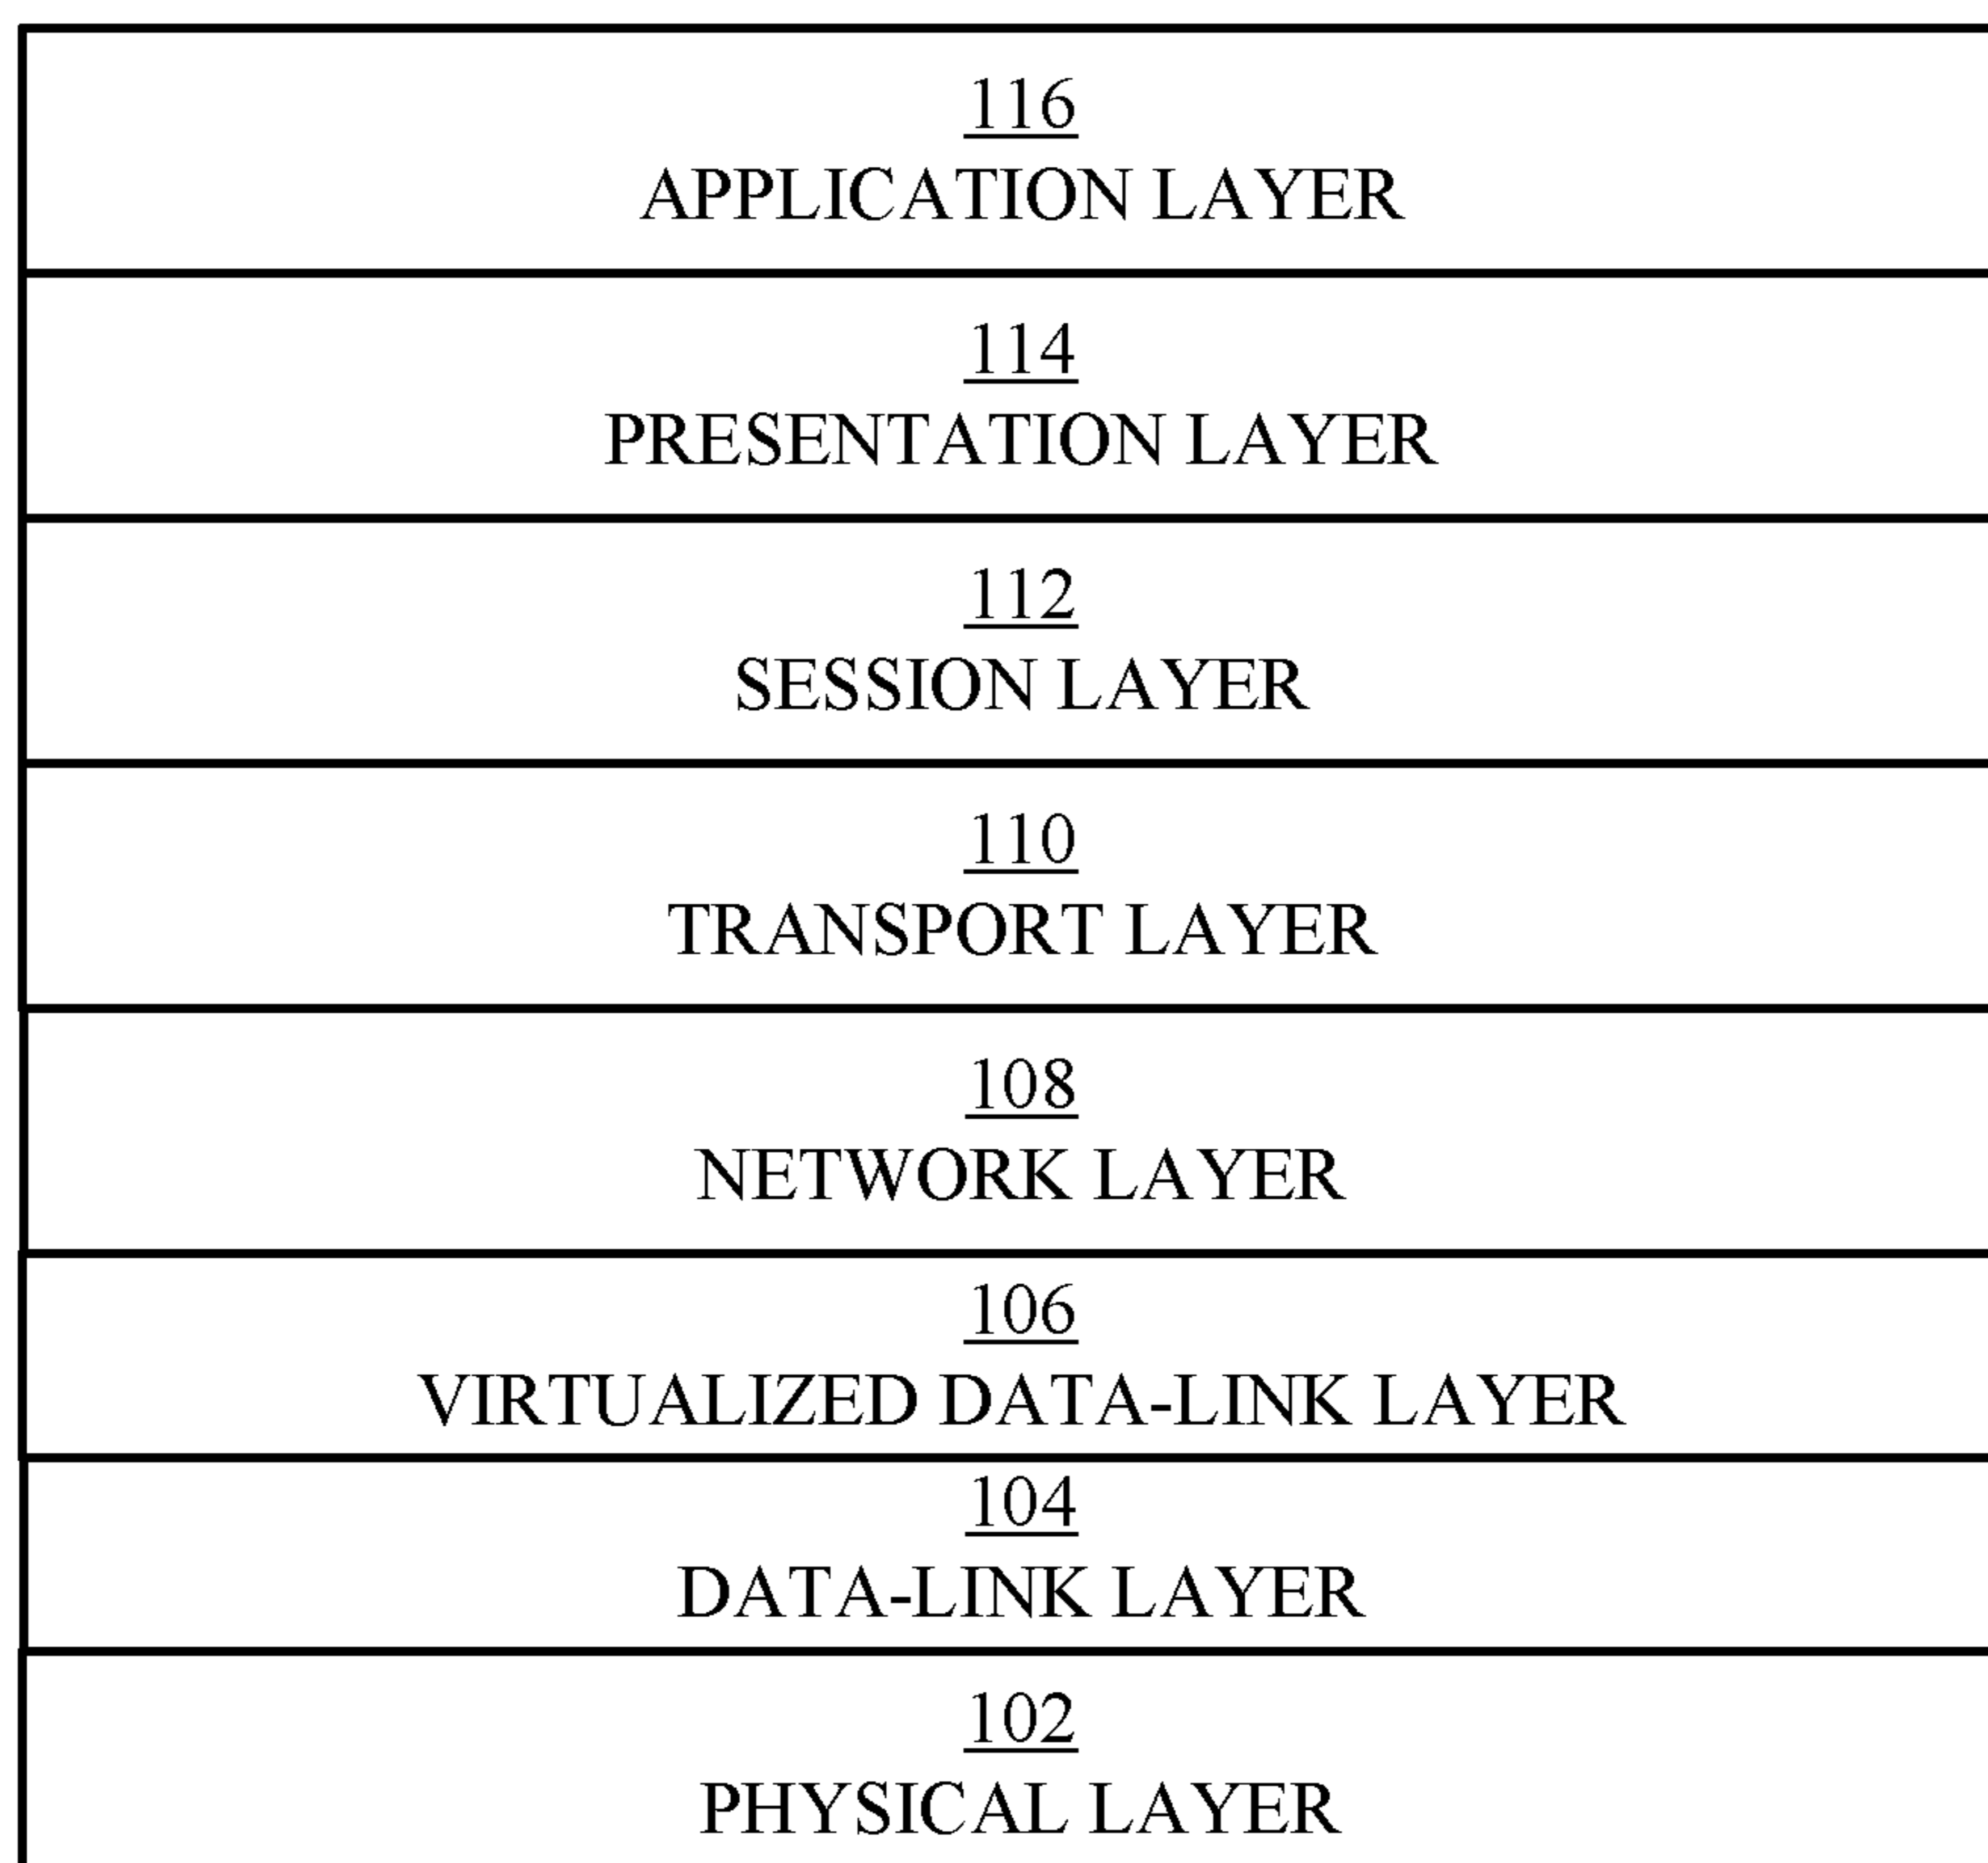 116
APPLICATION LAYER
114
PRESENTATION LAYER
112
SESSION LAYER
110
TRANSPORT LAYER
108
NETWORK LAYER
106
VIRTUALIZED DATA-LINK LAYER
104
DATA-LINK LAYER
102
PHYSICAL LAYER